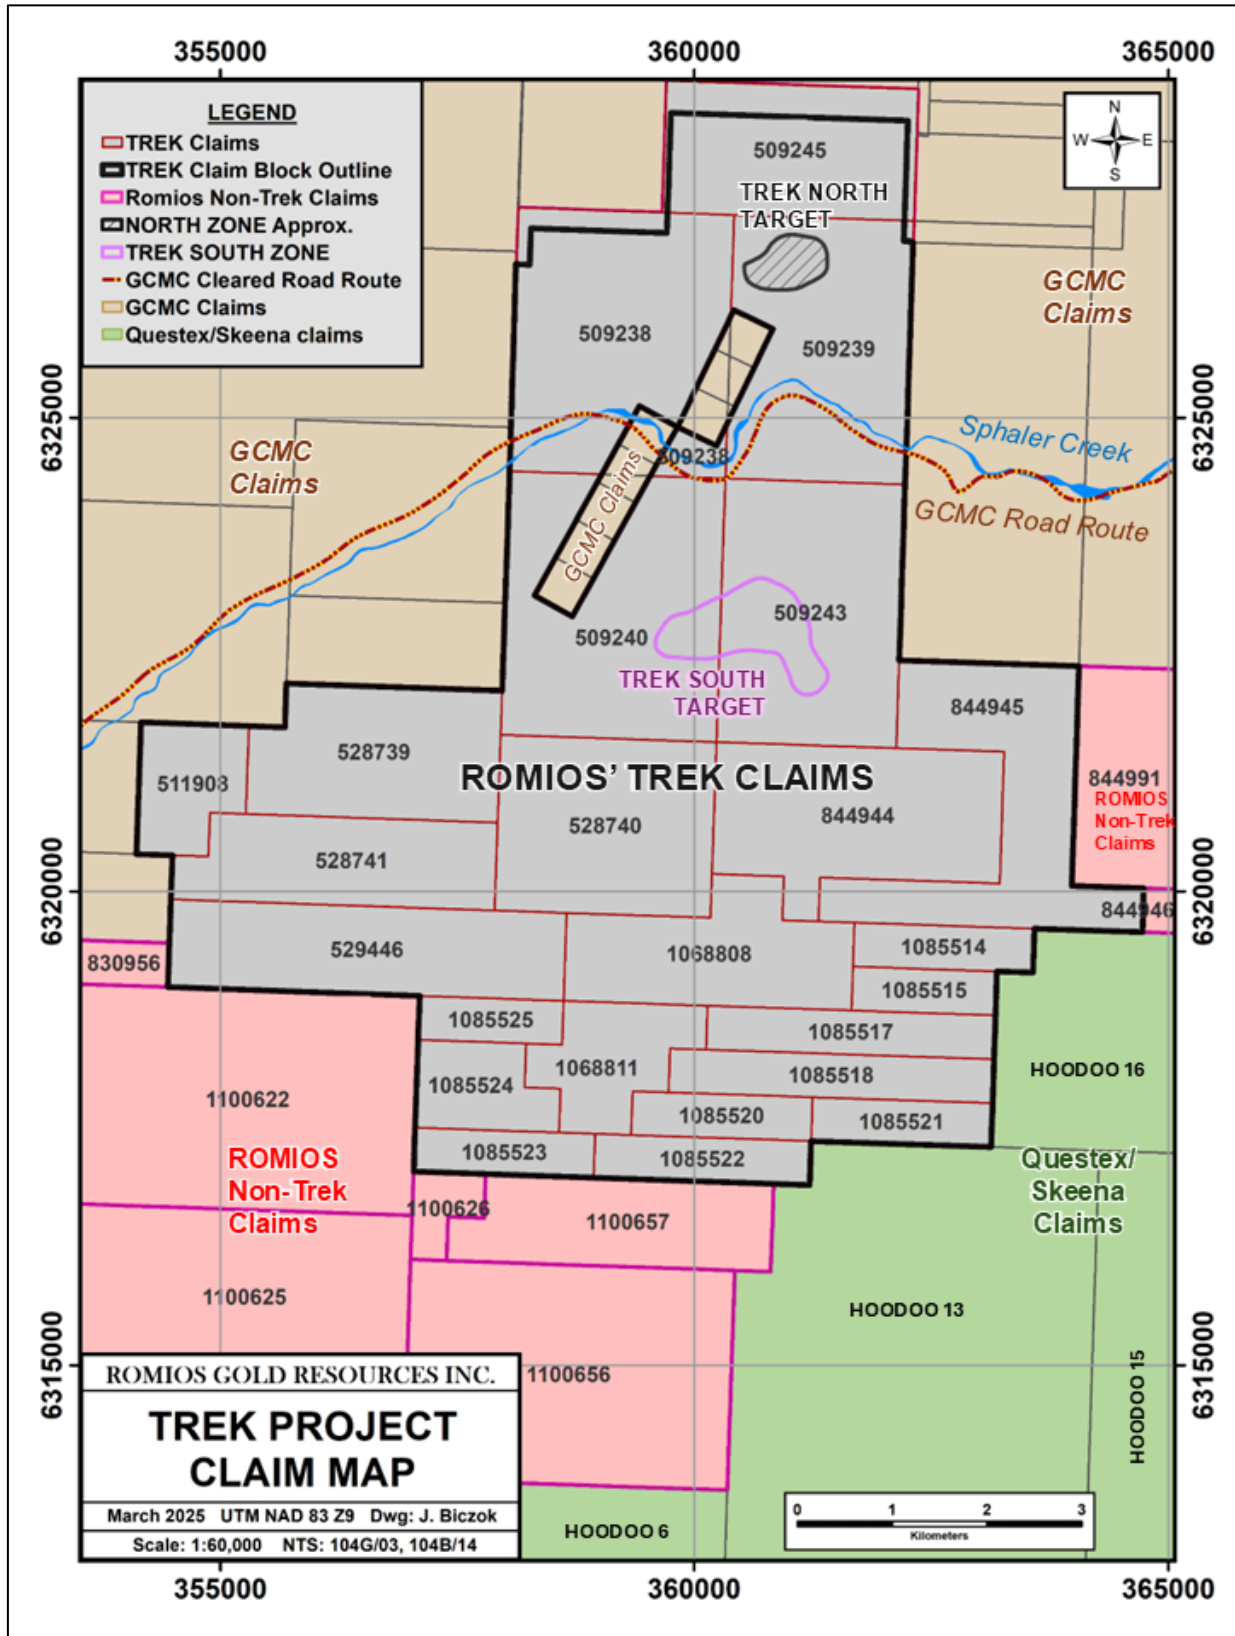 355000
360000
365000
LEGEND
TREK Claims
TREK Claim Block Outline
Romios Non-Trek Claims
NORTH ZONE Approx.
TREK SOUTH ZONE
GCMC Cleared Road Route
GCMC Claims
Questex/Skeena claims
N
W E
S
509245
TREK NORTH
TARGET
GCMC
Claims
509238
509239
6325000
6325000
Sphaler Creek
GCMC
Claims
509238
GCMC Claims
GCMC Road Route
509240
509243
TREK SOUTH
TARGET
844945
528739
511908
ROMIOS' TREK CLAIMS
844991
ROMIOS
Non-Trek
Claims
528740
844944
528741
6320000
6320000
844946
529446
1068808
1085514
830956
1085515
1085525
1085517
1085524
1068811
1085518
HOODOO 16
1100622
1085520
1085521
1085523
1085522
ROMIOS
Non-Trek
Claims
Questex/
Skeena
Claims
1100626
1100657
1100625
HOODOO 13
6315000
6315000
HOODOO 15
1100656
ROMIOS GOLD RESOURCES INC.
TREK PROJECT
CLAIM MAP
March 2025 UTM NAD 83 Z9 Dwg: J. Biczok
Scale: 1:60,000 NTS: 104G/03, 104B/14
HOODOO 6
0 1 2 3
Kilometers
355000
360000
365000